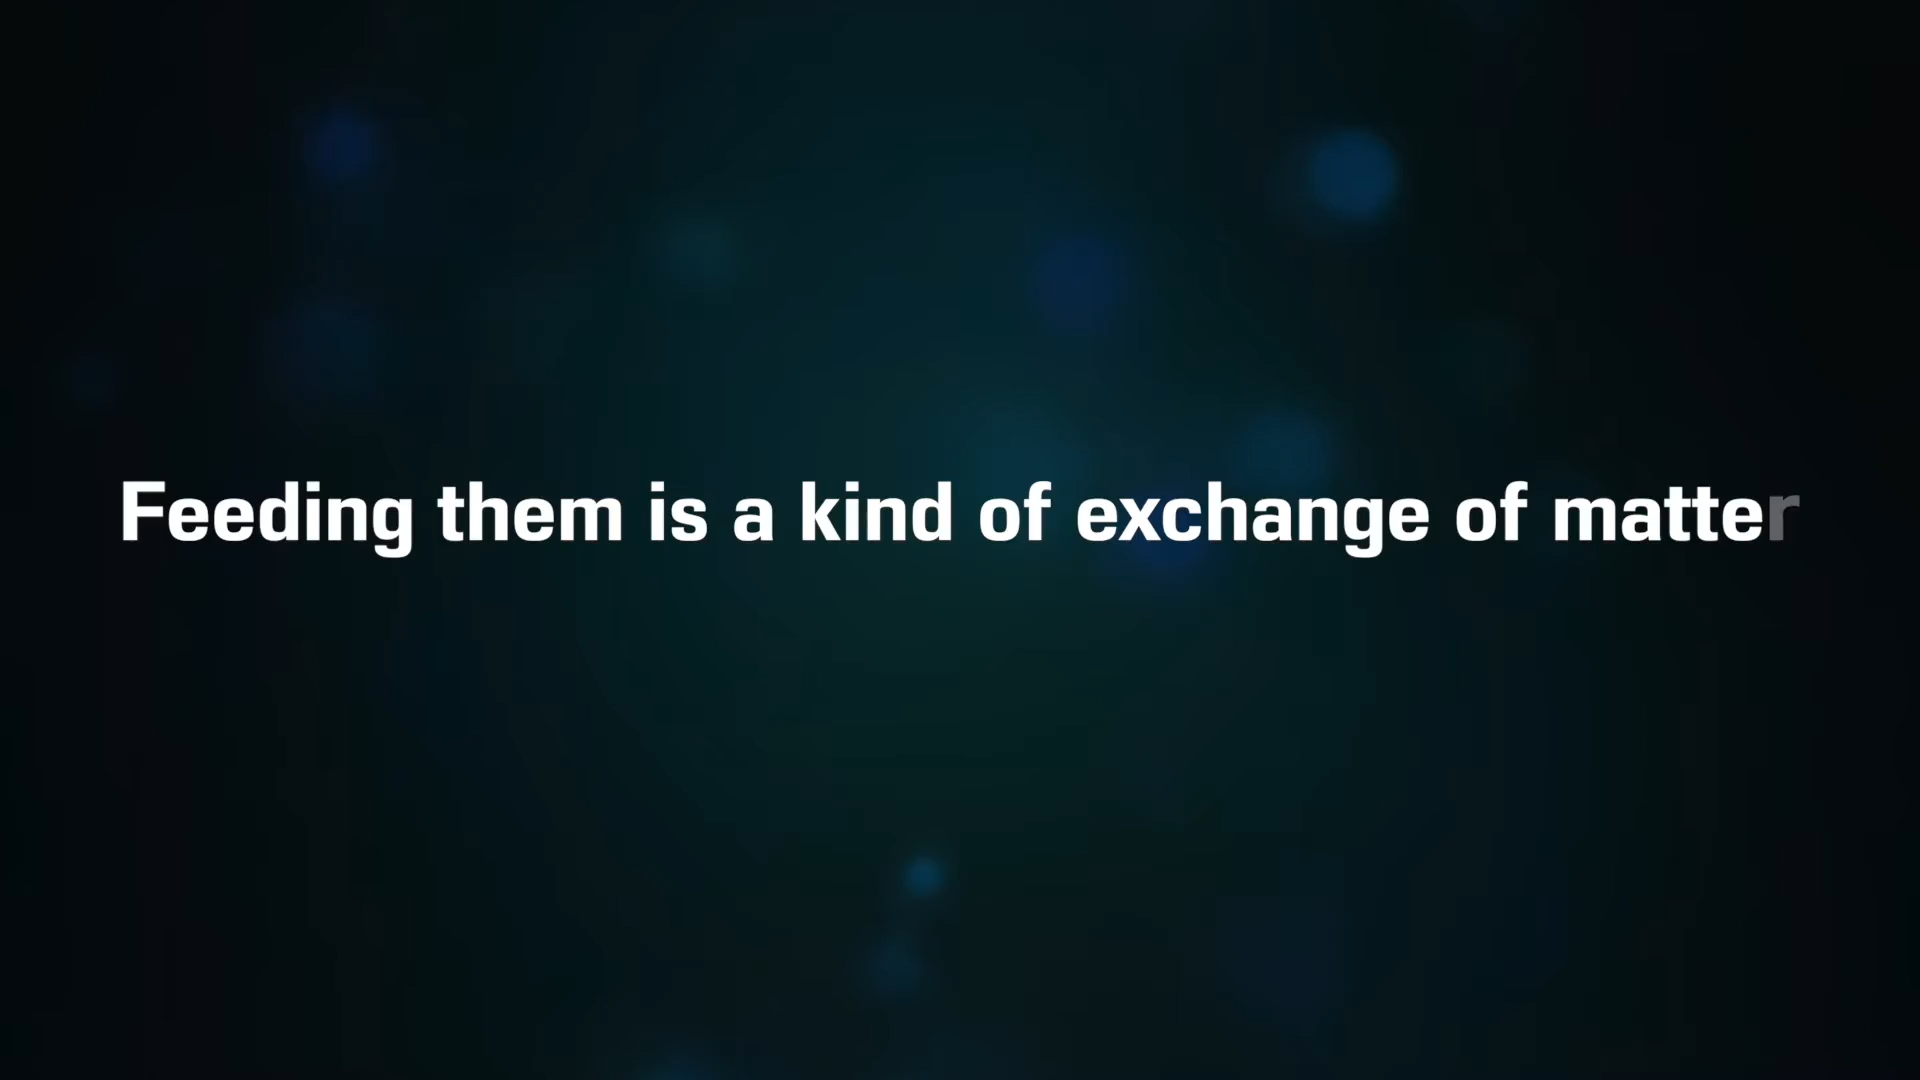 Feeding them is a kind of exchange of matter